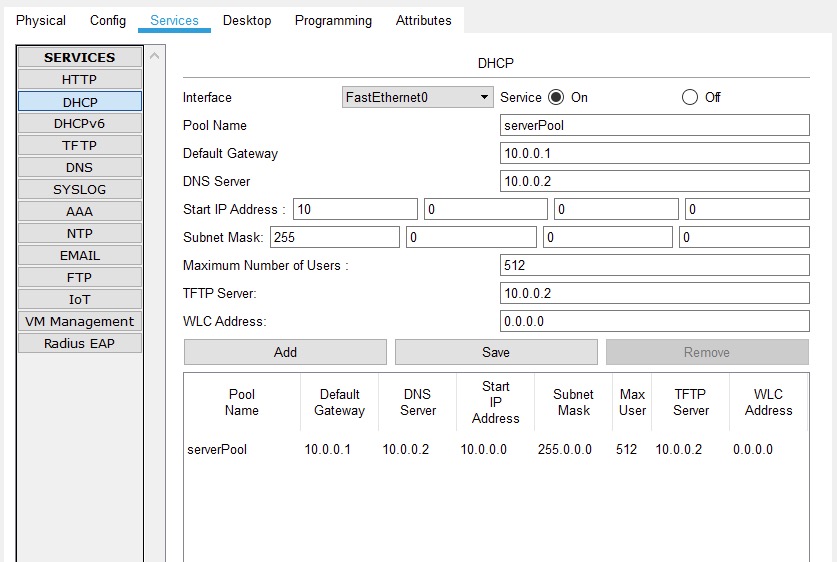 Physical Config Services Desktop Programming Attributes
SERVICES
HTTP
DHCP
DHCPv6
TFTP
DNS
SYSLOG
AAA
NTP
EMAIL
FTP
IoT
VM Management
Radius EAP
DHCP
Interface FastEthernet0 Service On Off
Pool Name serverPool
Default Gateway 10.0.0.1
DNS Server 10.0.0.2
Start IP Address : 10 0 0 0
Subnet Mask: 255 0 0 0
Maximum Number of Users : 512
TFTP Server: 10.0.0.2
WLC Address: 0.0.0.0
Add Save Remove
Pool Name Default Gateway DNS Server Start IP Address Subnet Mask Max User TFTP Server WLC Address
serverPool 10.0.0.1 10.0.0.2 10.0.0.0 255.0.0.0 512 10.0.0.2 0.0.0.0